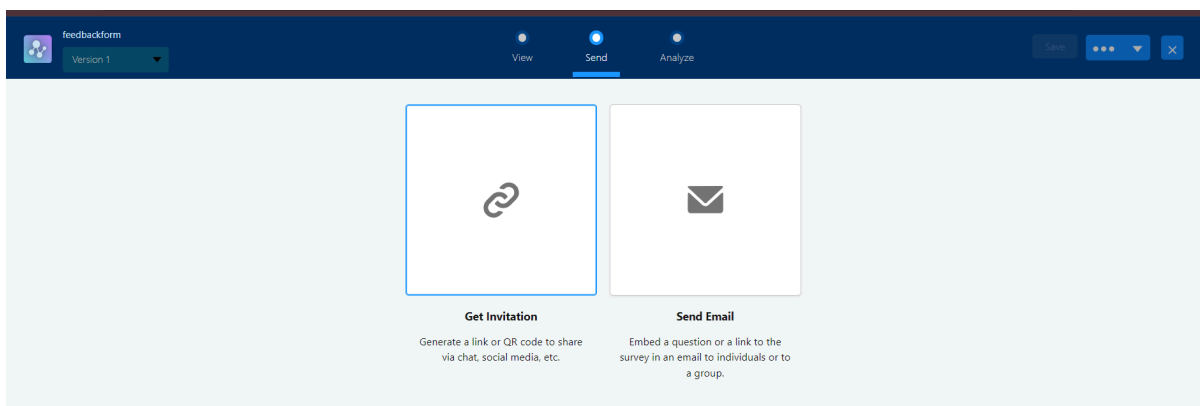 feedbackform
Version 1
View
Send
Analyze
Save
Get Invitation
Generate a link or QR code to share
via chat, social media, etc.
Send Email
Embed a question or a link to the
survey in an email to individuals or to
a group.